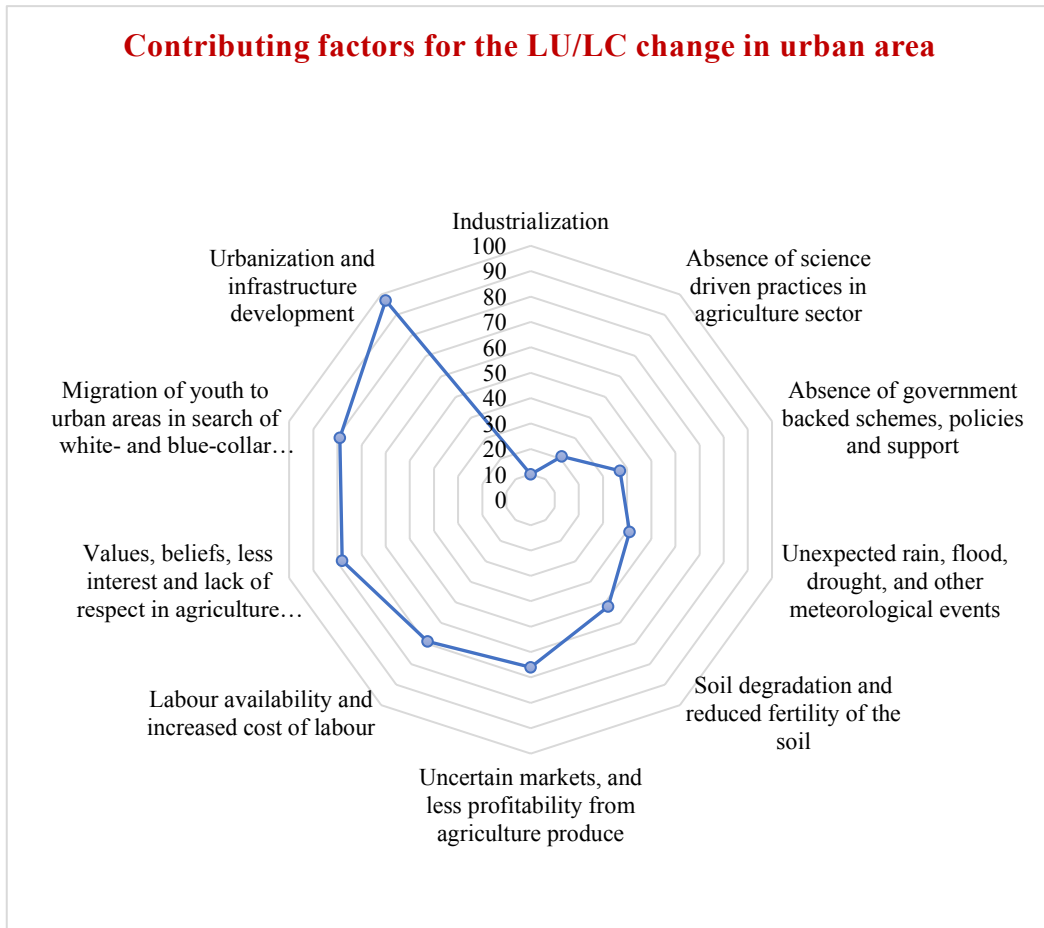 Contributing factors for the LU/LC change in urban area
Industrialization
Absence of science
driven practices in
agriculture sector
Absence of government
backed schemes, policies
and support
Unexpected rain, flood,
drought, and other
meteorological events
Soil degradation and
reduced fertility of the
soil
Uncertain markets, and
less profitability from
agriculture produce
Labour availability and
increased cost of labour
Values, beliefs, less
interest and lack of
respect in agriculture…
Migration of youth to
urban areas in search of
white- and blue-collar…
Urbanization and
infrastructure
development
100
90
80
70
60
50
40
30
20
10
0